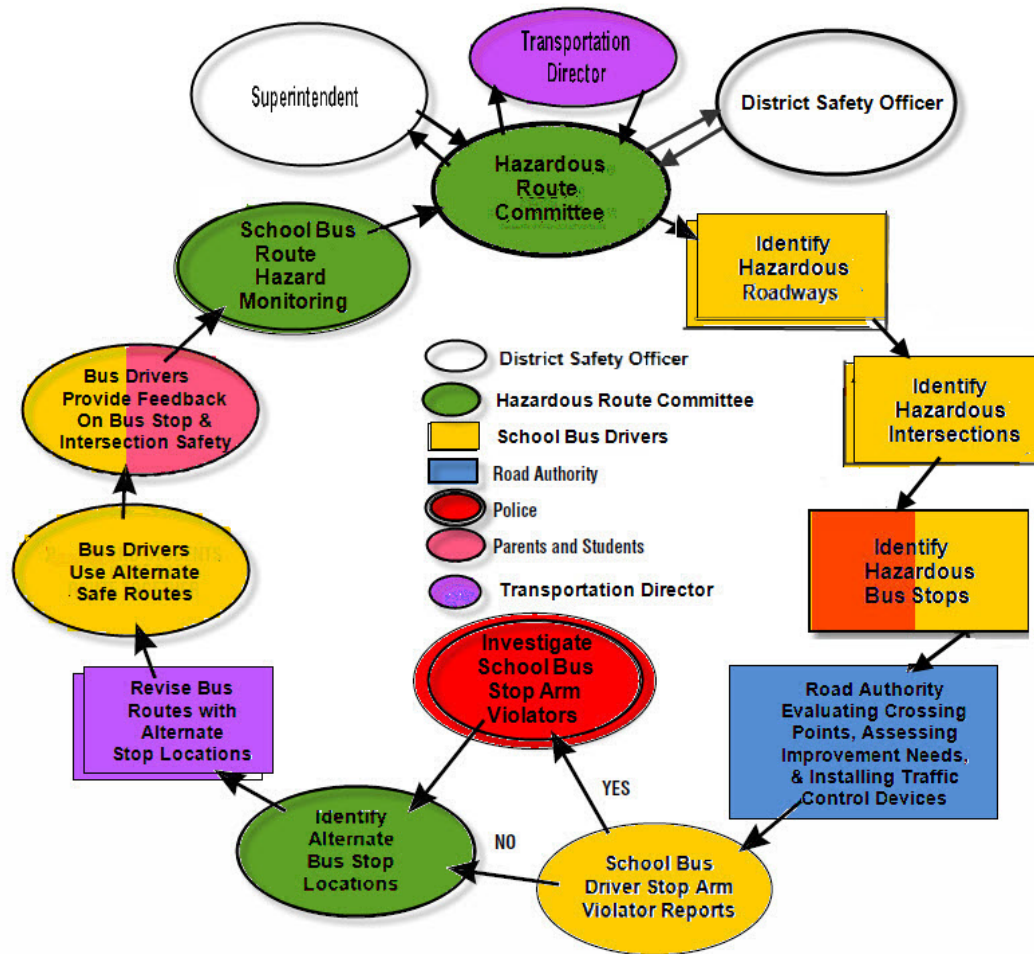 Transportation
Director
Superintendent
District Safety Officer
Hazardous
Route
Committee
School Bus
Route
Hazard
Monitoring
Identify
Hazardous
Roadways
Bus Drivers
Provide Feedback
On Bus Stop &
Intersection Safety
District Safety Officer
Hazardous Route Committee
School Bus Drivers
Road Authority
Police
Parents and Students
Transportation Director
Identify
Hazardous
Intersections
Bus Drivers
Use Alternate
Safe Routes
Identify
Hazardous
Bus Stops
Investigate
School Bus
Stop Arm
Violators
Revise Bus
Routes with
Alternate
Stop Locations
Road Authority
Evaluating Crossing
Points, Assessing
Improvement Needs,
& Installing Traffic
Control Devices
YES
NO
Identify
Alternate
Bus Stop
Locations
School Bus
Driver Stop Arm
Violator Reports